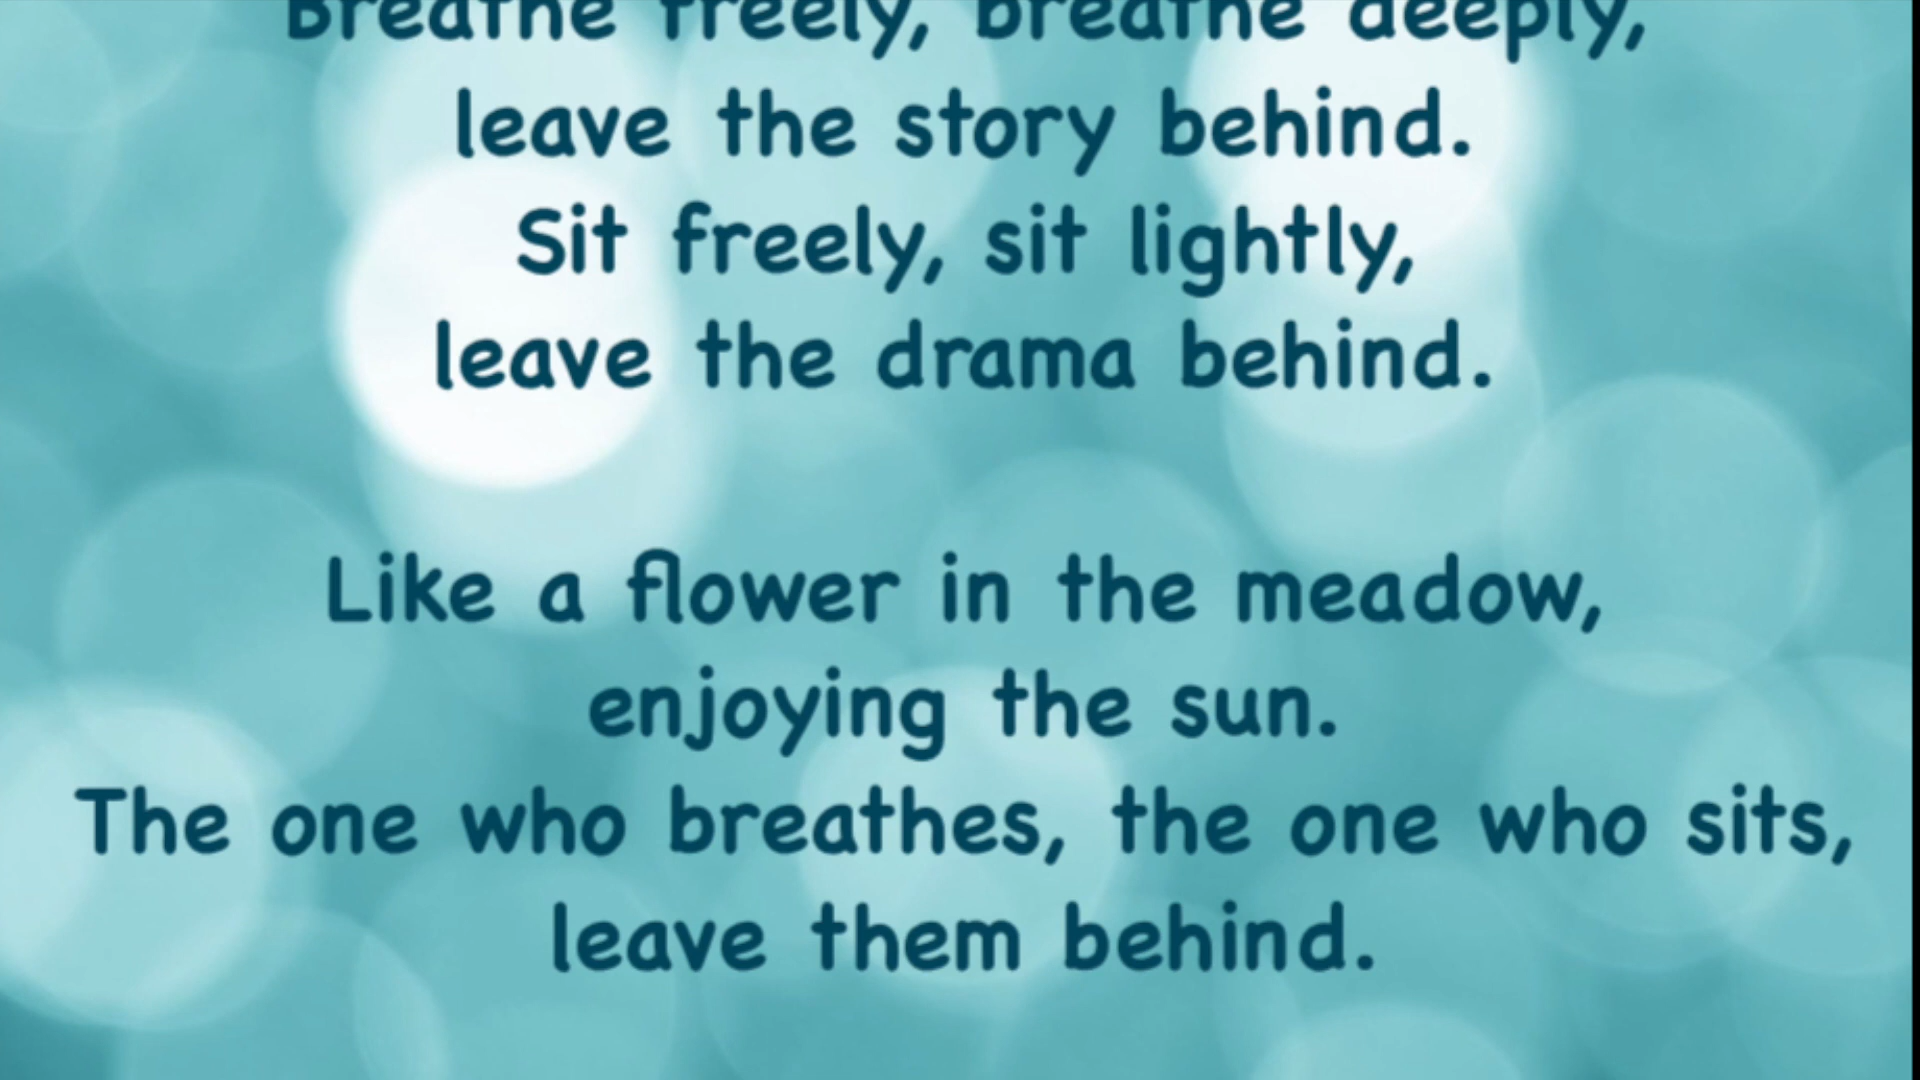 Breathe freely, breathe deeply,
leave the story behind.
Sit freely, sit lightly,
leave the drama behind.
Like a flower in the meadow,
enjoying the sun.
The one who breathes, the one who sits,
leave them behind.